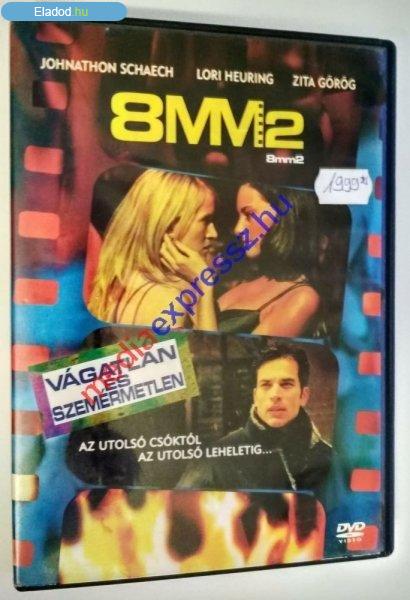 Eladod.hu
JOHNATHON SCHAECH LORI HEURING ZITA GÖRÖG
8MM2
8mm2
1999
mediaexpressz.hu
VÁGATLAN
ÉS
SZEMÉRMETLEN
AZ UTOLSÓ CSÓKTÓL
AZ UTOLSÓ LEHELETIG...
DVD
VIDEO